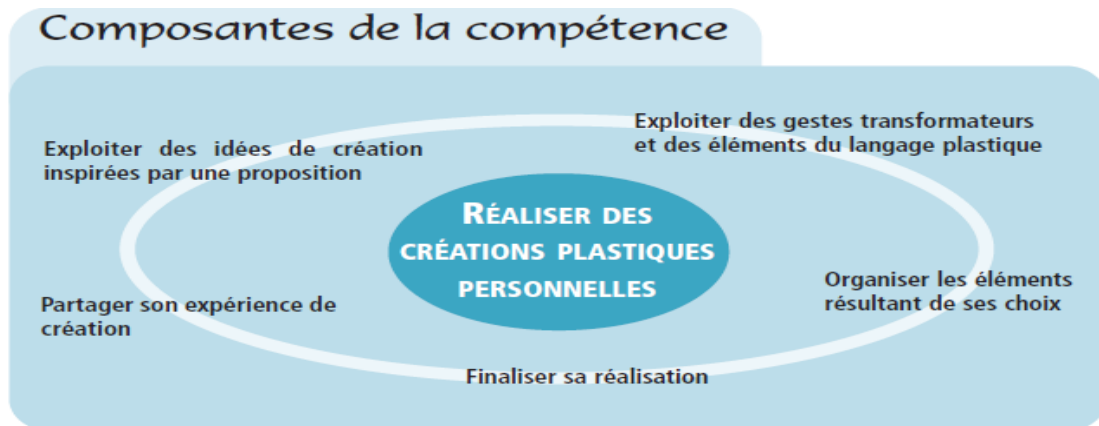 Composantes de la compétence
Exploiter des idées de création
inspirées par une proposition
Exploiter des gestes transformateurs
et des éléments du langage plastique
RÉALISER DES
CRÉATIONS PLASTIQUES
PERSONNELLES
Partager son expérience de
création
Organiser les éléments
résultant de ses choix
Finaliser sa réalisation